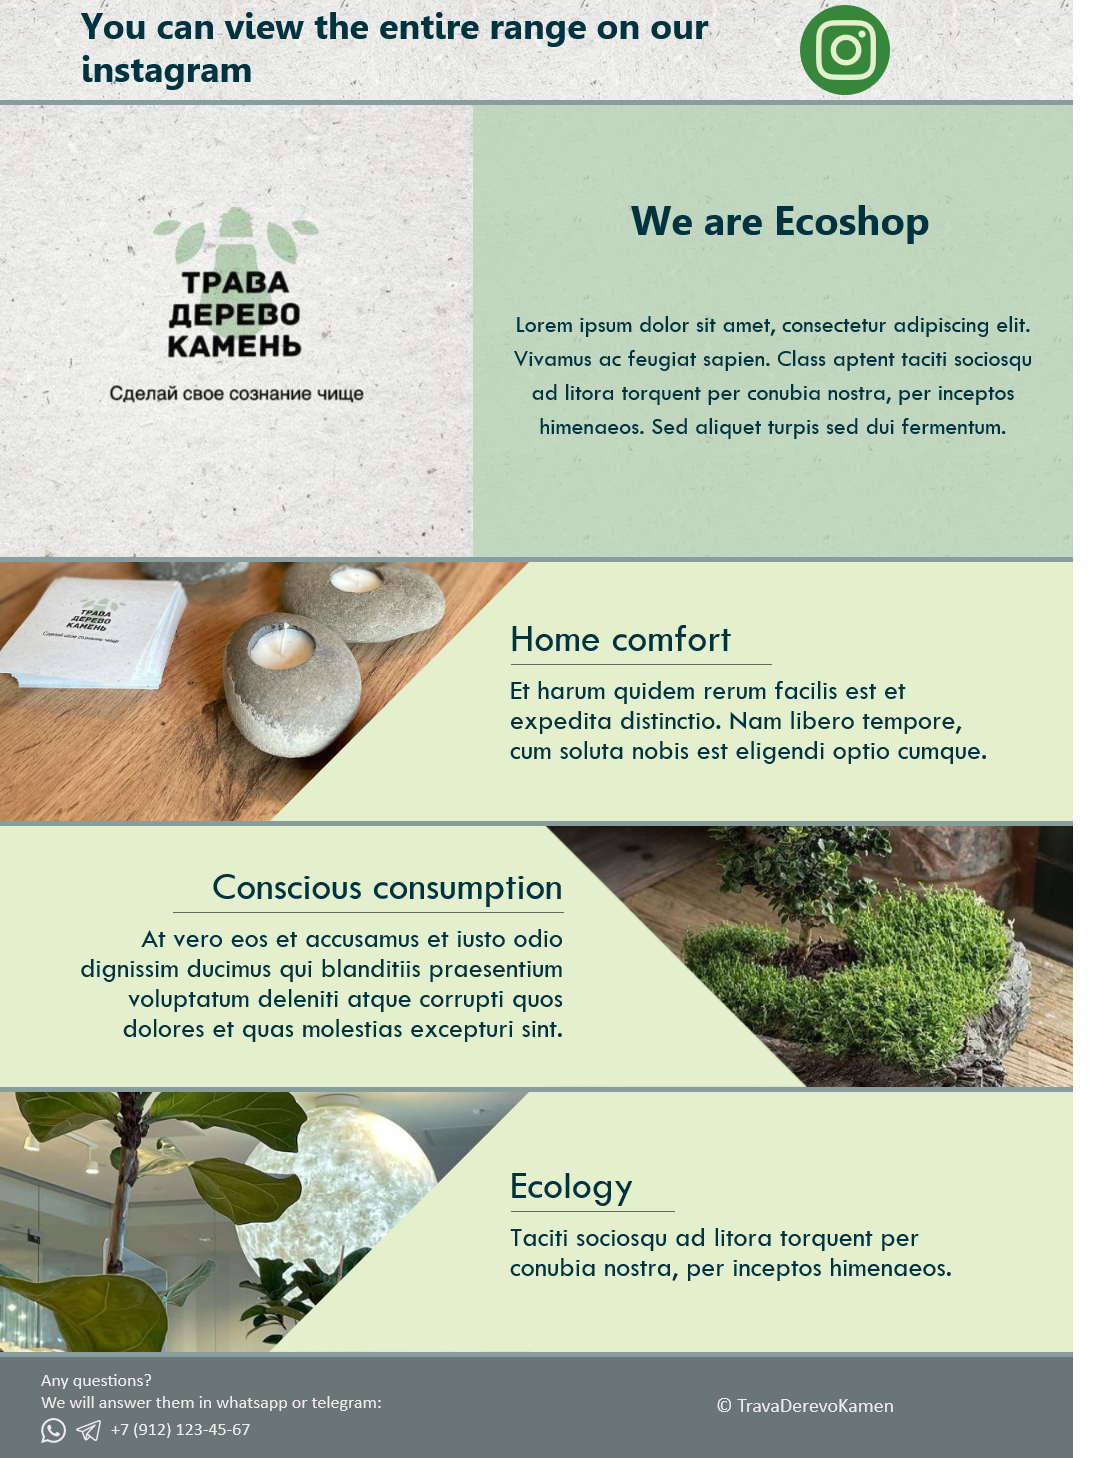 You can view the entire range on our
instagram
ТРАВА
ДЕРЕВО
КАМЕНЬ
Сделай свое сознание чище
We are Ecoshop
Lorem ipsum dolor sit amet, consectetur adipiscing elit.
Vivamus ac feugiat sapien. Class aptent taciti sociosqu
ad litora torquent per conubia nostra, per inceptos
himenaeos. Sed aliquet turpis sed dui fermentum.
ТРАВА
ДЕРЕВО
КАМЕНЬ
Сделай свое сознание чище
Home comfort
Et harum quidem rerum facilis est et
expedita distinctio. Nam libero tempore,
cum soluta nobis est eligendi optio cumque.
Conscious consumption
At vero eos et accusamus et iusto odio
dignissim ducimus qui blanditiis praesentium
voluptatum deleniti atque corrupti quos
dolores et quas molestias excepturi sint.
Ecology
Taciti sociosqu ad litora torquent per
conubia nostra, per inceptos himenaeos.
Any questions?
We will answer them in whatsapp or telegram:
+7 (912) 123-45-67
© TravaDerevoKamen